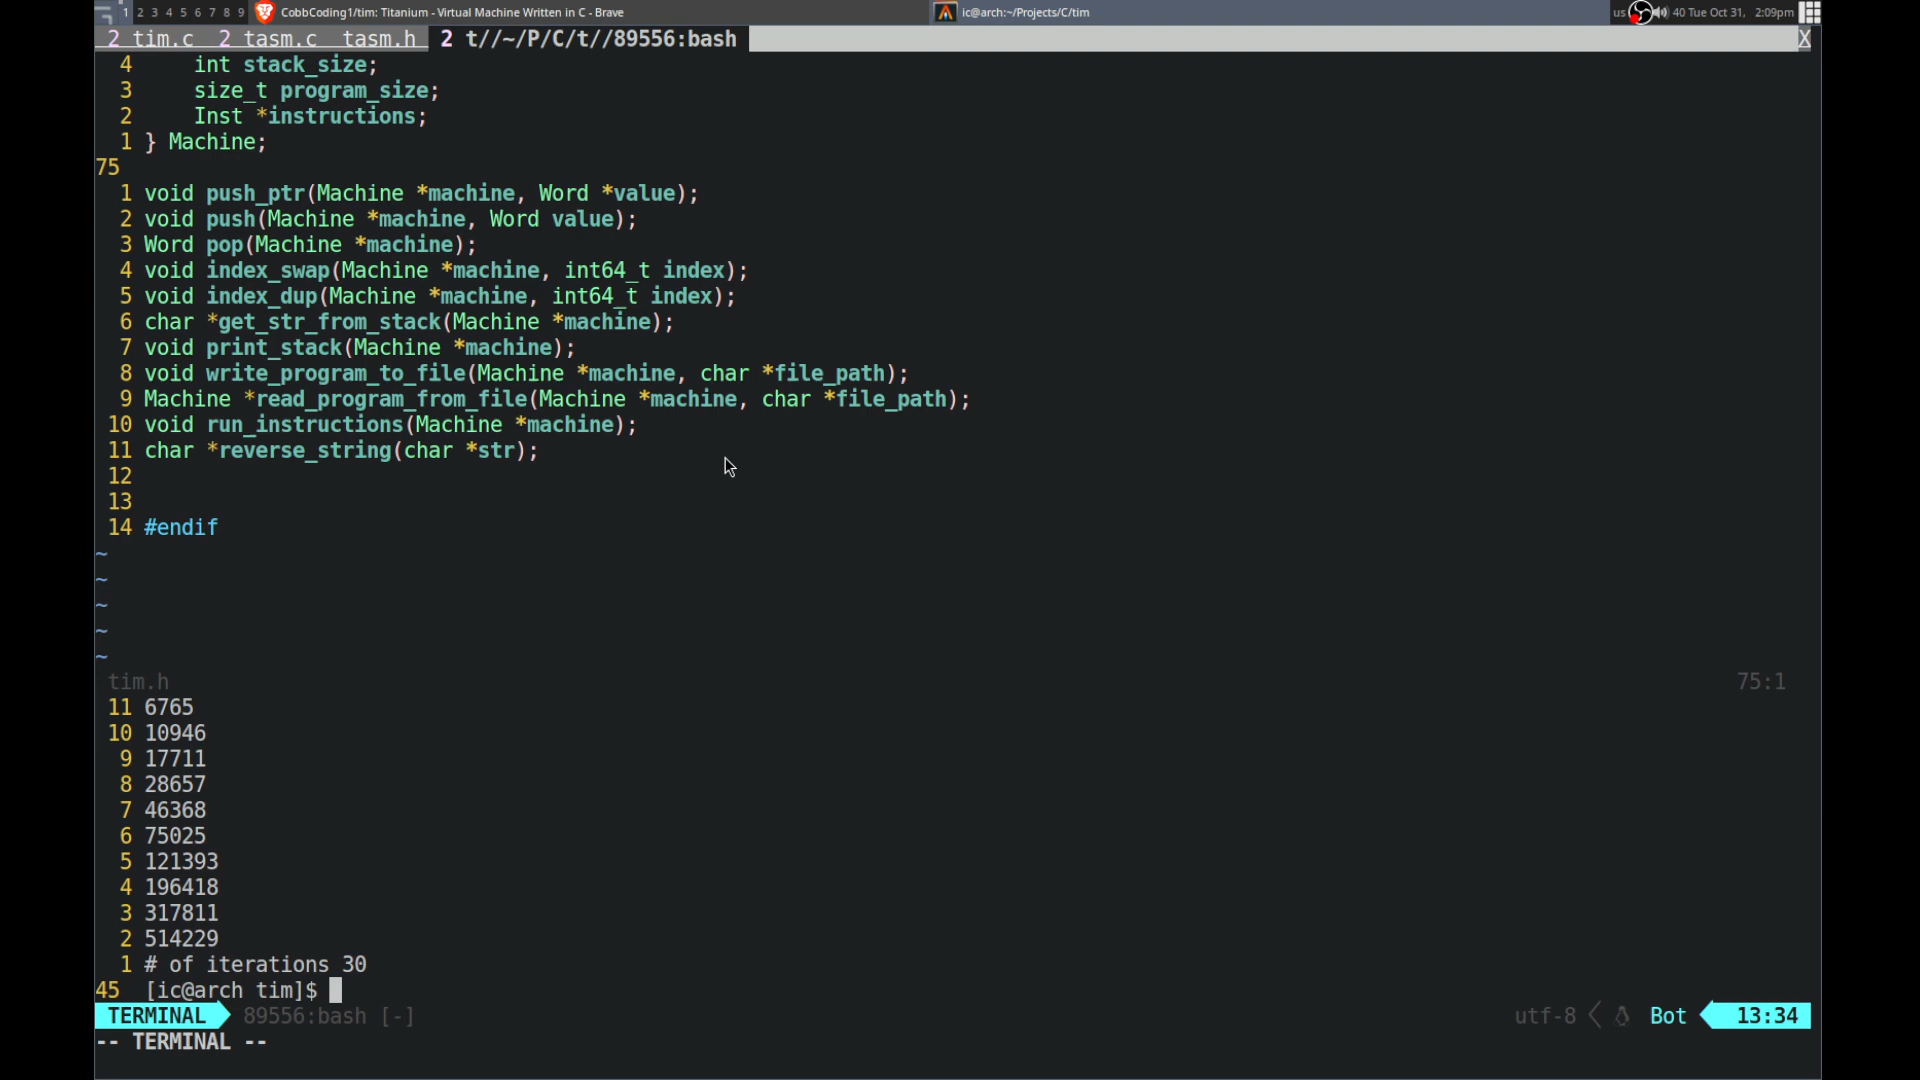 1 2 3 4 5 6 7 8 9 CobbCoding1/tim: Titanium - Virtual Machine Written in C - Brave ic@arch:~/Projects/C/tim us 40 Tue Oct 31, 2:09pm
2 tim.c 2 tasm.c tasm.h 2 t//~/P/C/t//89556:bash X
4 int stack_size;
3 size_t program_size;
2 Inst *instructions;
1 } Machine;
75
1 void push_ptr(Machine *machine, Word *value);
2 void push(Machine *machine, Word value);
3 Word pop(Machine *machine);
4 void index_swap(Machine *machine, int64_t index);
5 void index_dup(Machine *machine, int64_t index);
6 char *get_str_from_stack(Machine *machine);
7 void print_stack(Machine *machine);
8 void write_program_to_file(Machine *machine, char *file_path);
9 Machine *read_program_from_file(Machine *machine, char *file_path);
10 void run_instructions(Machine *machine);
11 char *reverse_string(char *str);
12
13
14 #endif
~
~
~
~
~
tim.h 75:1
11 6765
10 10946
9 17711
8 28657
7 46368
6 75025
5 121393
4 196418
3 317811
2 514229
1 # of iterations 30
45 [ic@arch tim]$
TERMINAL 89556:bash [-] utf-8 Bot 13:34
-- TERMINAL --